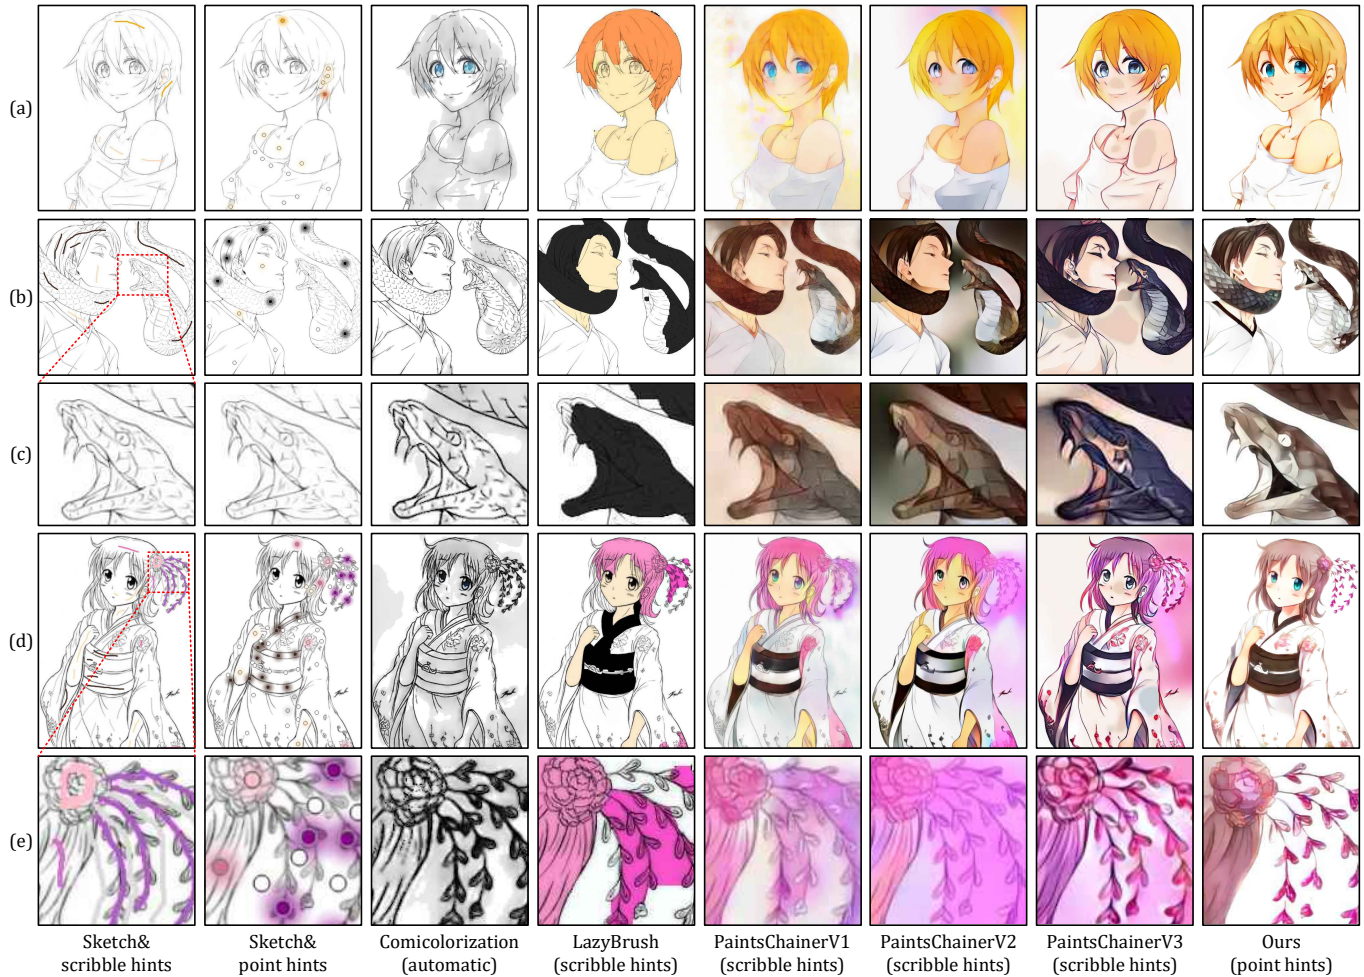 (a)
(b)
(c)
(d)
(e)
Sketch&
scribble hints
Sketch&
point hints
Comicolorization
(automatic)
LazyBrush
(scribble hints)
PaintsChainerV1
(scribble hints)
PaintsChainerV2
(scribble hints)
PaintsChainerV3
(scribble hints)
Ours
(point hints)